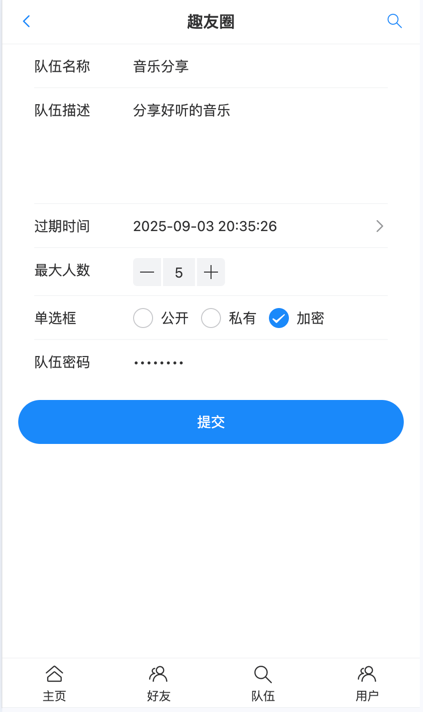 趣友圈
队伍名称 音乐分享
队伍描述 分享好听的音乐
过期时间 2025-09-03 20:35:26
最大人数 5
单选框 公开 私有 加密
队伍密码 ••••••••
提交
主页 好友 队伍 用户